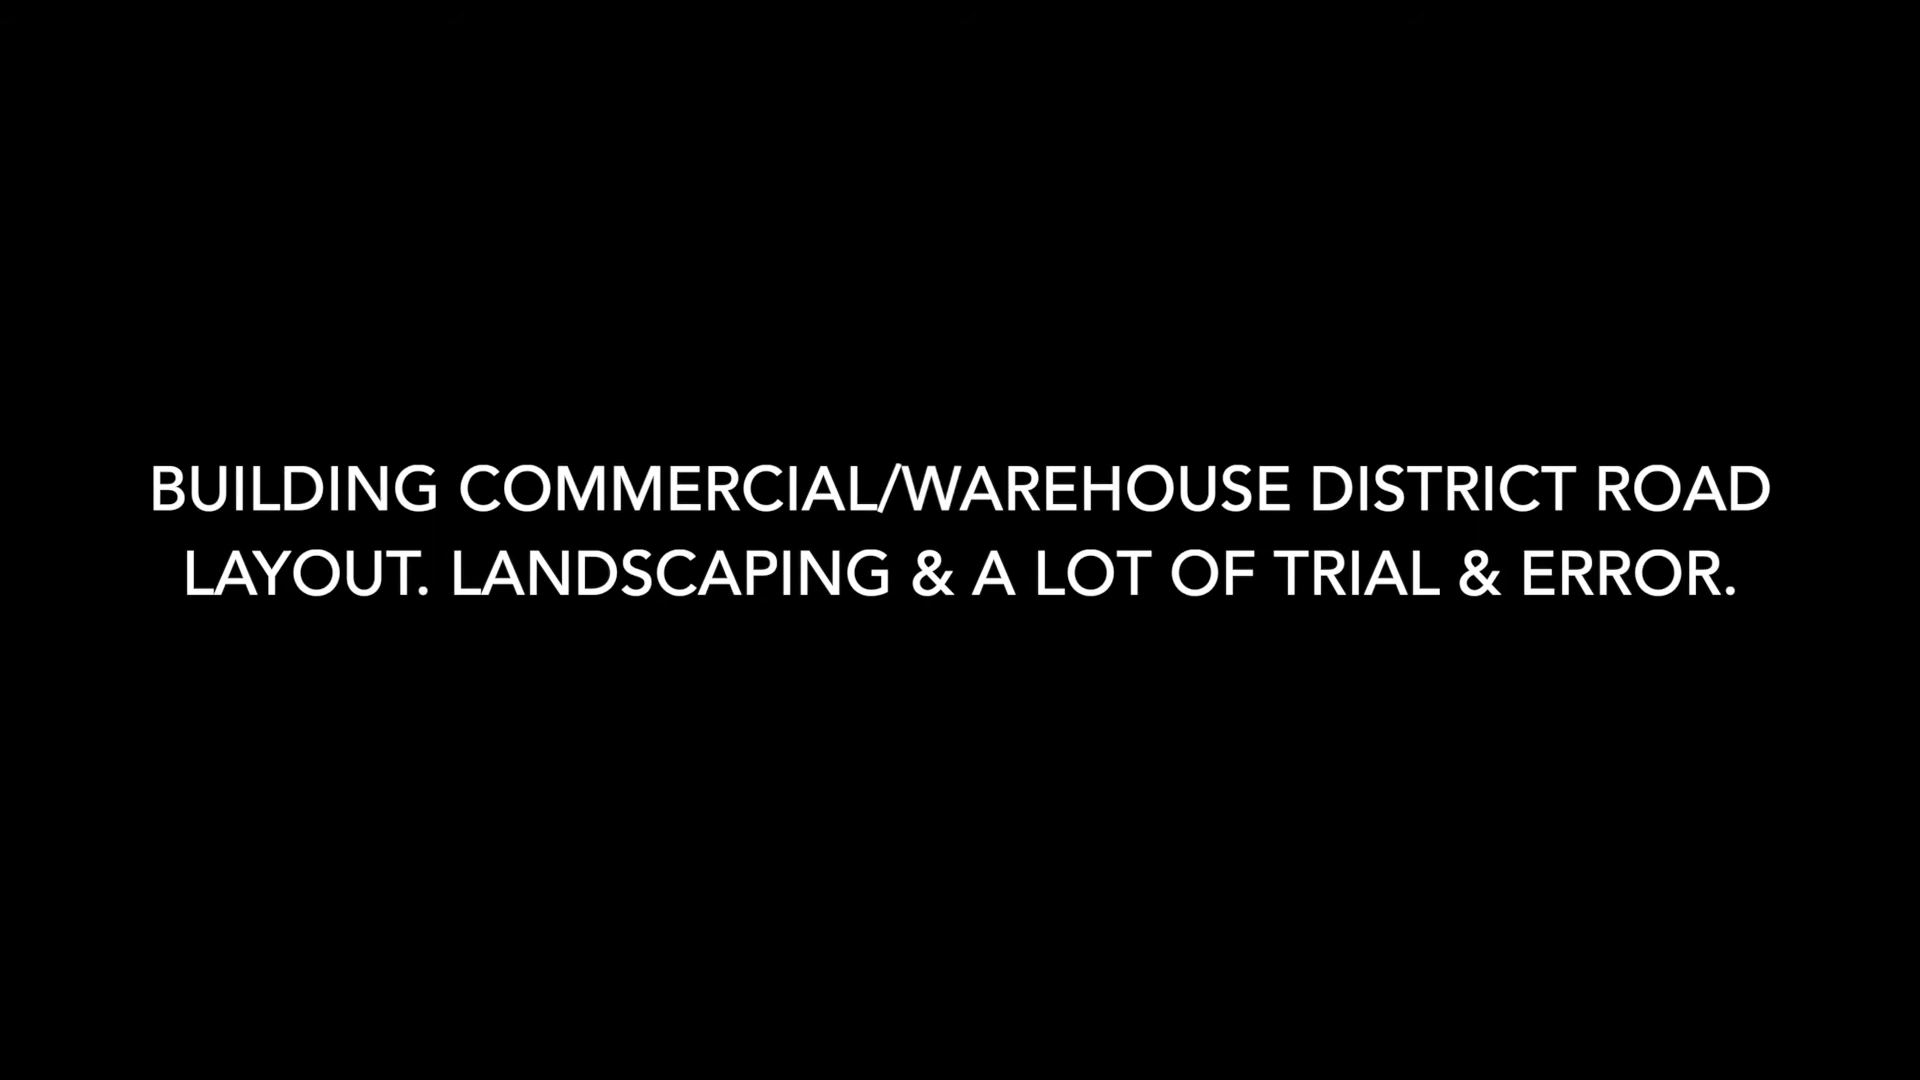 BUILDING COMMERCIAL/WAREHOUSE DISTRICT ROAD
LAYOUT. LANDSCAPING & A LOT OF TRIAL & ERROR.